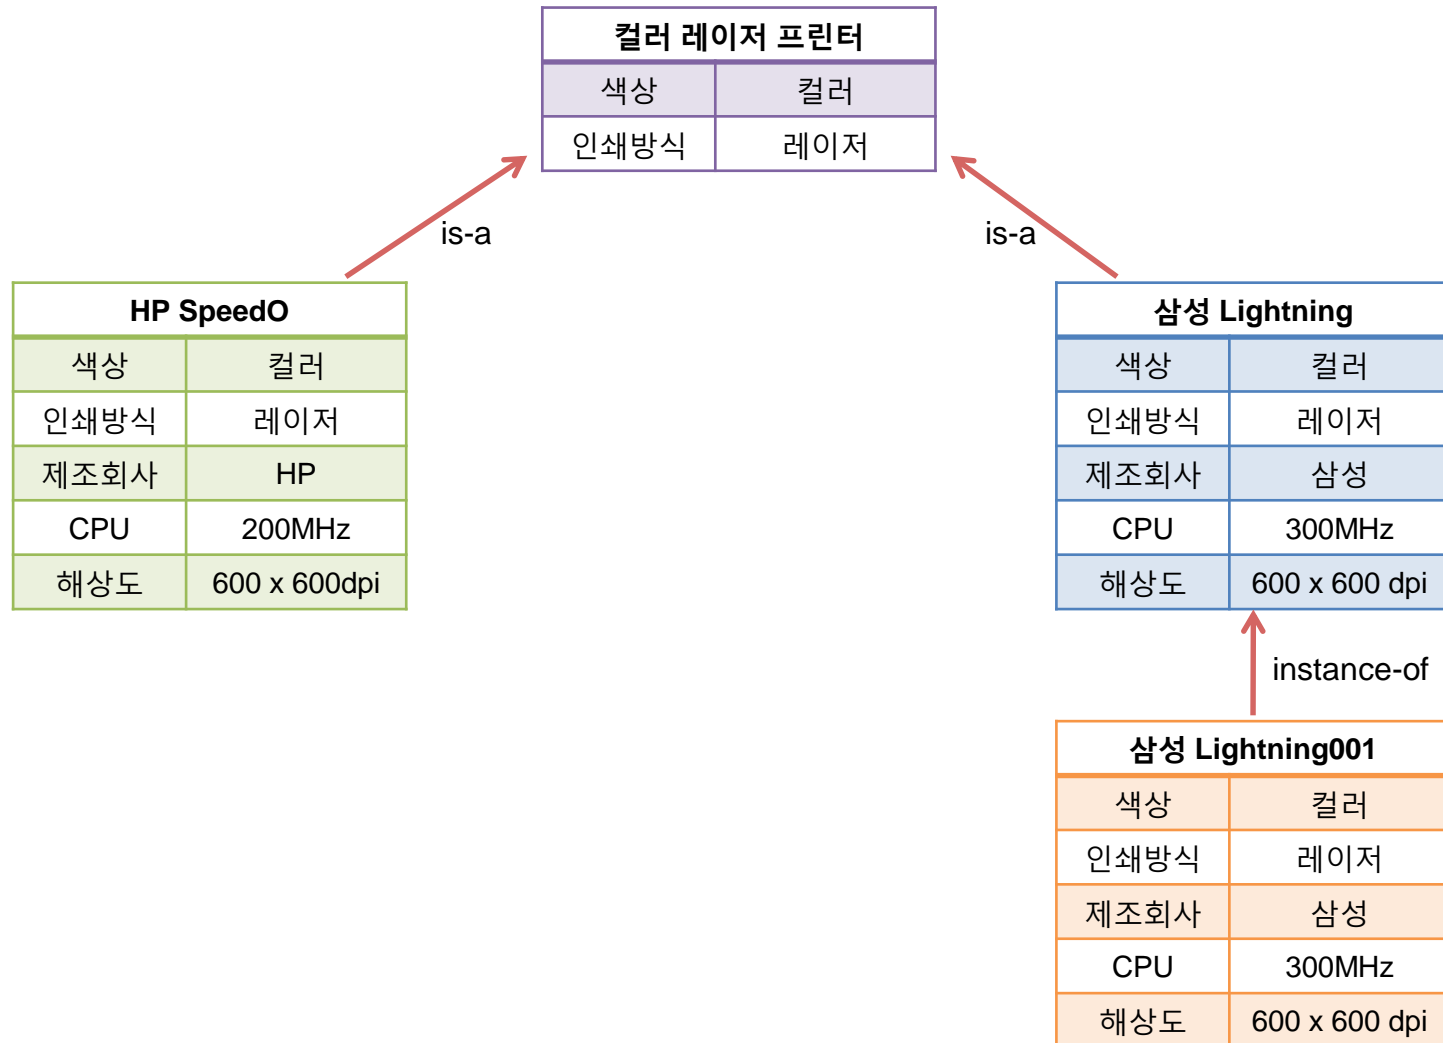 컬러 레이저 프린터
색상 컬러
인쇄방식 레이저
is-a is-a
HP SpeedO
색상 컬러
인쇄방식 레이저
제조회사 HP
CPU 200MHz
해상도 600 x 600dpi
삼성 Lightning
색상 컬러
인쇄방식 레이저
제조회사 삼성
CPU 300MHz
해상도 600 x 600 dpi
instance-of
삼성 Lightning001
색상 컬러
인쇄방식 레이저
제조회사 삼성
CPU 300MHz
해상도 600 x 600 dpi